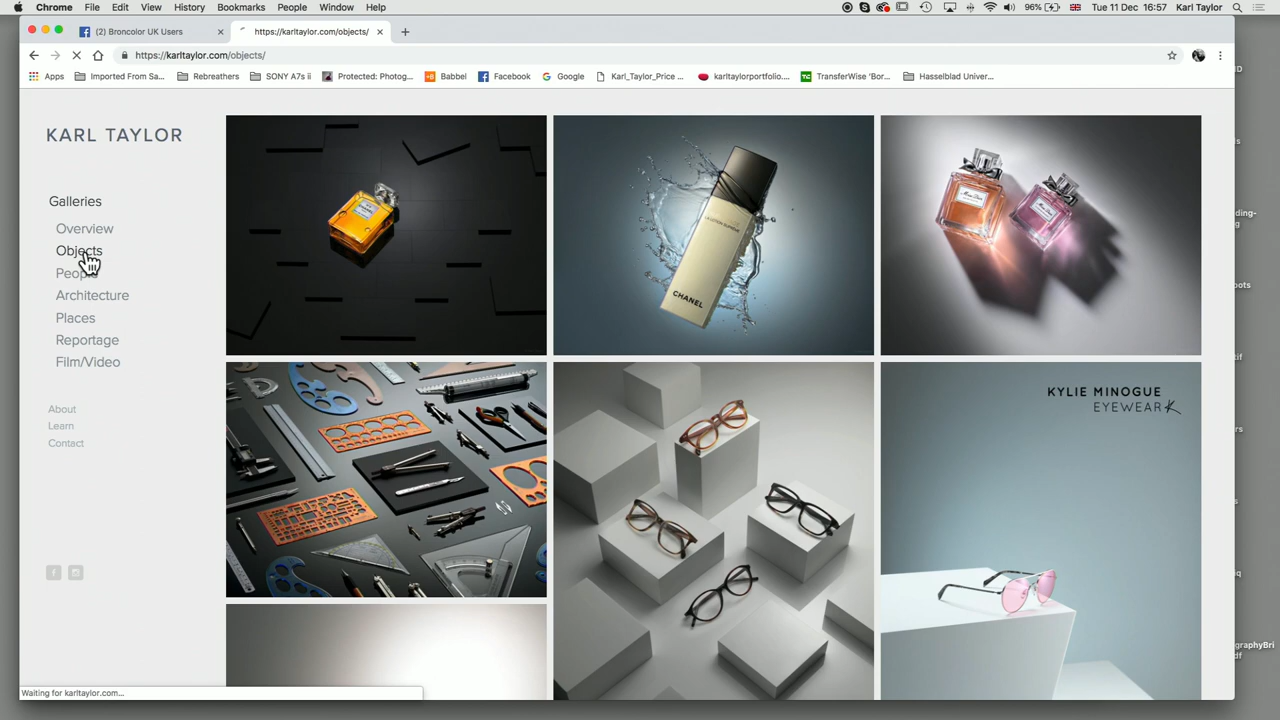 Chrome File Edit View History Bookmarks People Window Help 96% Tue 11 Dec 16:57 Karl Taylor
(2) Broncolor UK Users
https://karltaylor.com/objects/
https://karltaylor.com/objects/
Apps Imported From Sa... Rebreathers SONY A7s ii Protected: Photog... Babbel Facebook Google Karl_Taylor_Price ... karltaylorportfolio.... TransferWise 'Bor... Hasselblad Univer...
KARL TAYLOR
Galleries
Overview
Objects
People
Architecture
Places
Reportage
Film/Video
About
Learn
Contact
CHANEL
KYLIE MINOGUE
EYEWEAR K
Waiting for karltaylor.com...